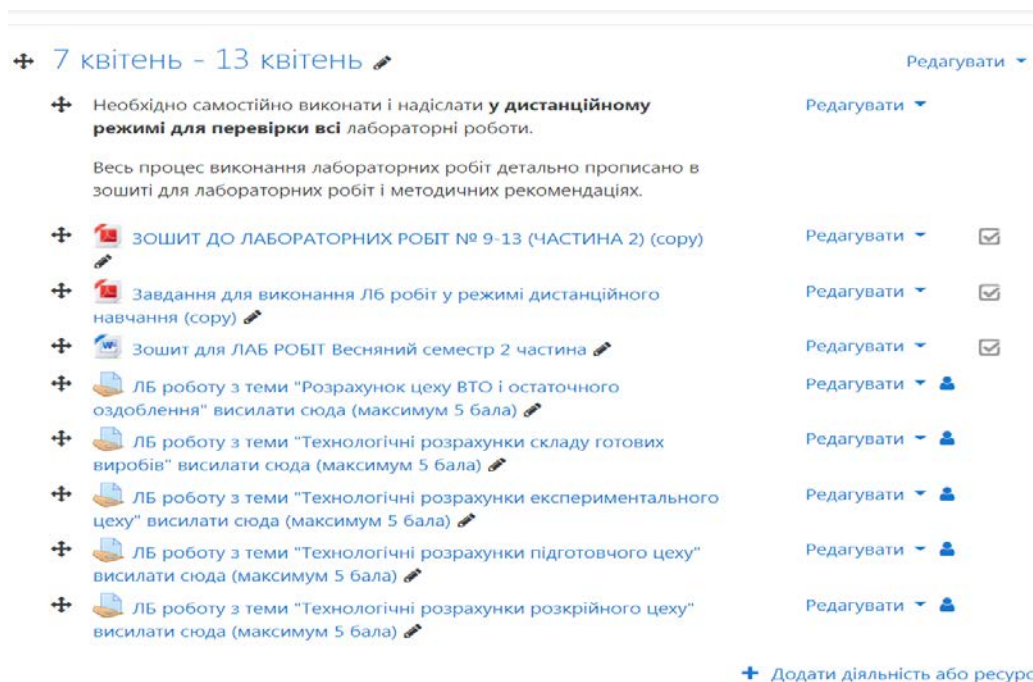 7 квітень - 13 квітень Редагувати
Необхідно самостійно виконати і надіслати у дистанційному Редагувати
режимі для перевірки всі лабораторні роботи.
Весь процес виконання лабораторних робіт детально прописано в
зошиті для лабораторних робіт і методичних рекомендаціях.
ЗОШИТ ДО ЛАБОРАТОРНИХ РОБІТ № 9-13 (ЧАСТИНА 2) (copy) Редагувати
Завдання для виконання Лб робіт у режимі дистанційного Редагувати
навчання (copy)
Зошит для ЛАБ РОБІТ Весняний семестр 2 частина Редагувати
ЛБ роботу з теми "Розрахунок цеху ВТО і остаточного Редагувати
оздоблення" висилати сюда (максимум 5 бала)
ЛБ роботу з теми "Технологічні розрахунки складу готових Редагувати
виробів" висилати сюда (максимум 5 бала)
ЛБ роботу з теми "Технологічні розрахунки експериментального Редагувати
цеху" висилати сюда (максимум 5 бала)
ЛБ роботу з теми "Технологічні розрахунки підготовчого цеху" Редагувати
висилати сюда (максимум 5 бала)
ЛБ роботу з теми "Технологічні розрахунки розкрійного цеху" Редагувати
висилати сюда (максимум 5 бала)
Додати діяльність або ресурс